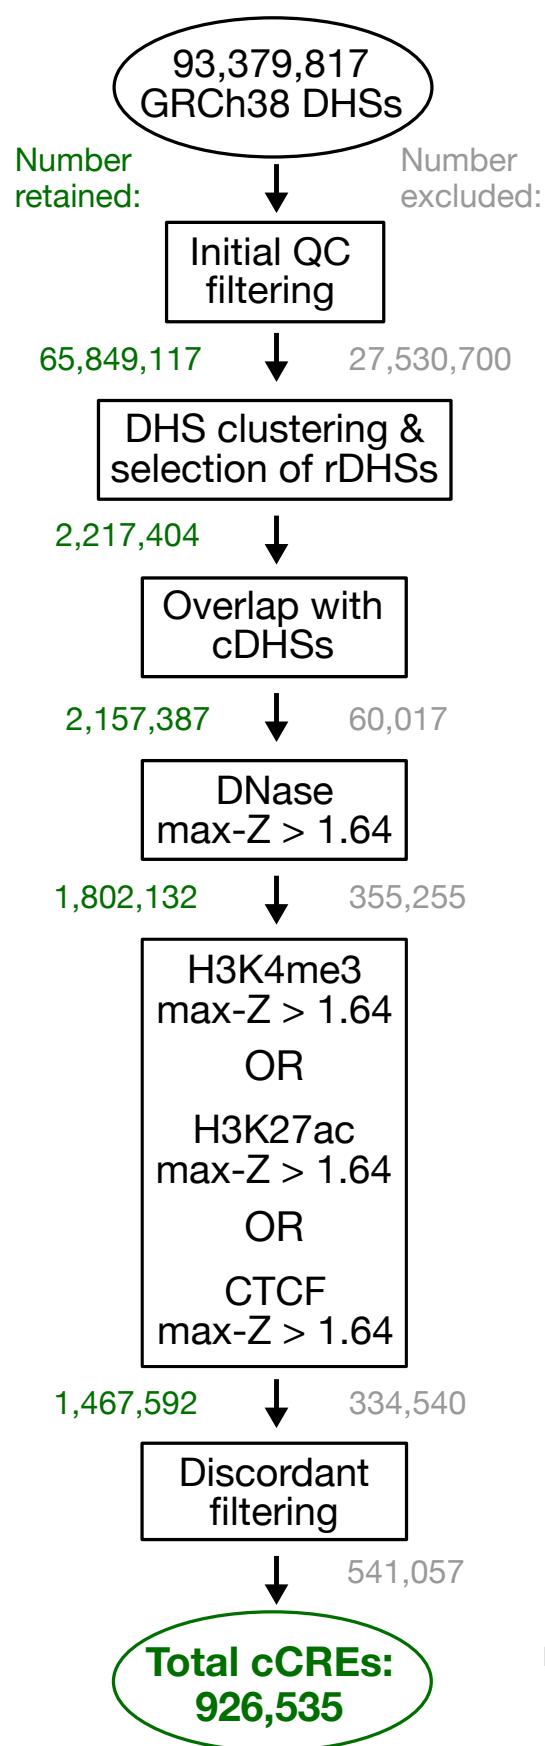 93,379,817
GRCh38 DHSs
Number
retained:
Number
excluded:
Initial QC
filtering
65,849,117
27,530,700
DHS clustering &
selection of rDHSs
2,217,404
Overlap with
cDHSs
2,157,387
60,017
DNase
max-Z > 1.64
1,802,132
355,255
H3K4me3
max-Z > 1.64
OR
H3K27ac
max-Z > 1.64
OR
CTCF
max-Z > 1.64
1,467,592
334,540
Discordant
filtering
541,057
Total cCREs:
926,535